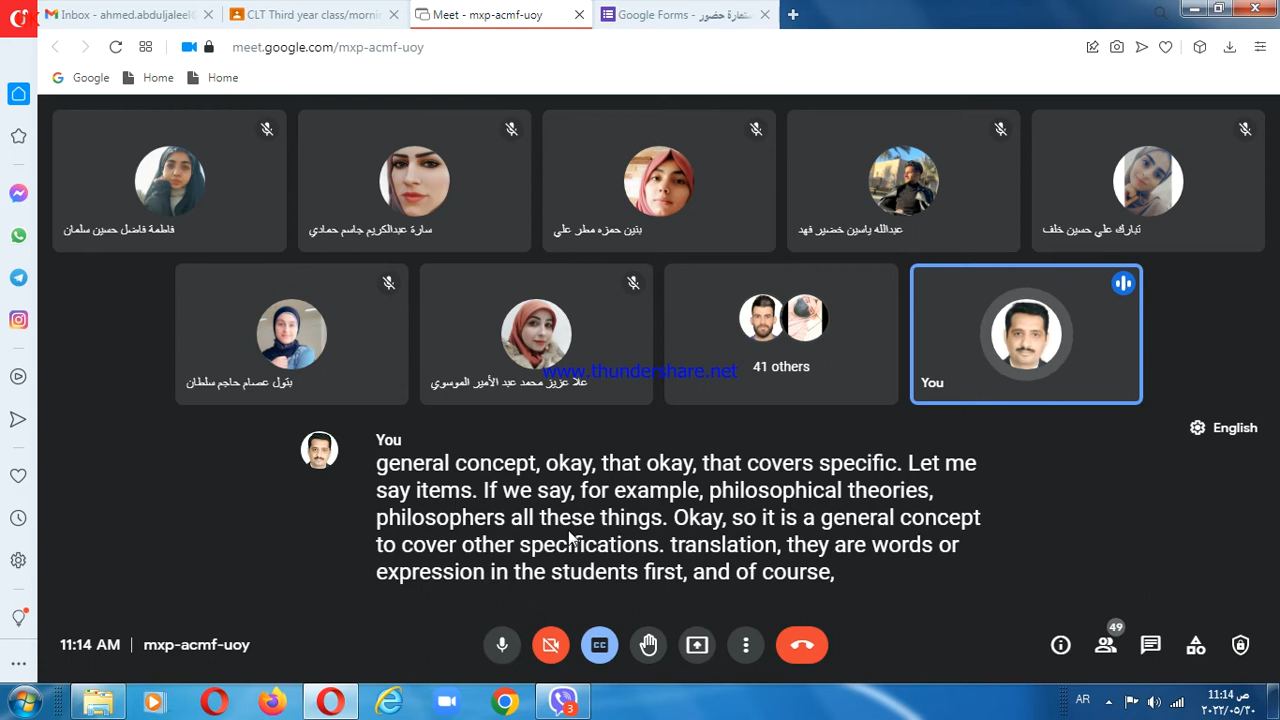 Inbox - ahmed.abduljaleel
CLT Third year class/morni
Meet - mxp-acmf-uoy
Google Forms - استمارة حضور
meet.google.com/mxp-acmf-uoy
Google
Home
Home
فاطمة فاضل حسين سلمان
سارة عبدالكريم جاسم حمادي
بنين حمزه مطر علي
عبدالله ياسين خضير فهد
تبارك علي حسين خلف
بتول عصام حاجم سلطان
علا عزيز محمد عبد الأمير الموسوي
41 others
You
www.thundershare.net
English
You
general concept, okay, that okay, that covers specific. Let me
say items. If we say, for example, philosophical theories,
philosophers all these things. Okay, so it is a general concept
to cover other specifications. translation, they are words or
expression in the students first, and of course,
11:14 AM
mxp-acmf-uoy
CC
49
3
AR
11:14 ص
٢٠٢٢/٠٥/٣٠